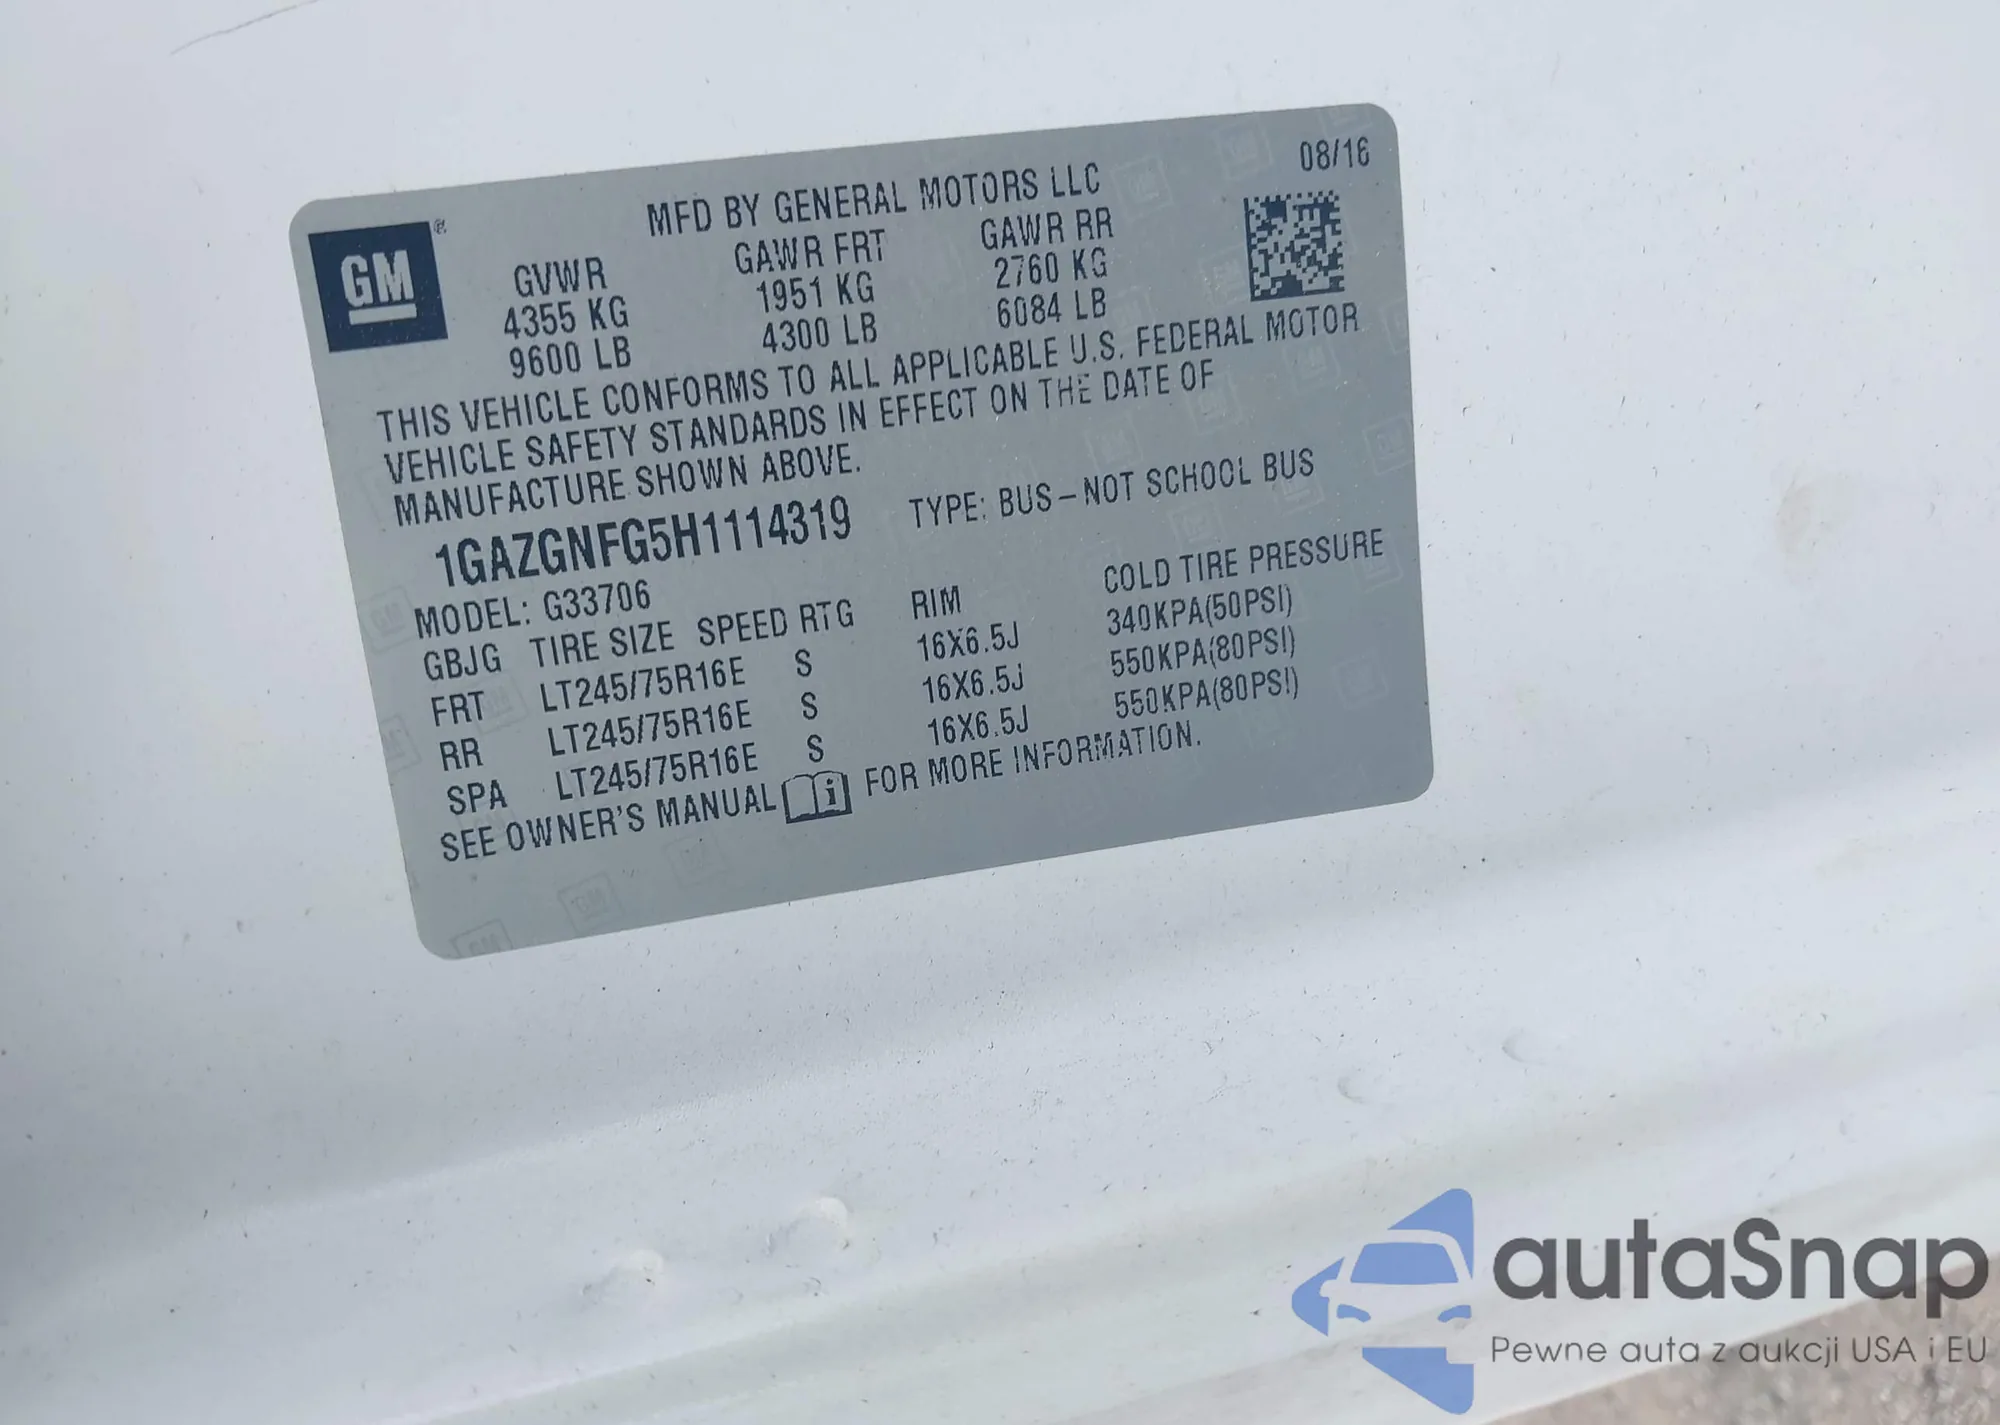 08/16
MFD BY GENERAL MOTORS LLC
GM
GVWR GAWR FRT GAWR RR
4355 KG 1951 KG 2760 KG
9600 LB 4300 LB 6084 LB
THIS VEHICLE CONFORMS TO ALL APPLICABLE U.S. FEDERAL MOTOR
VEHICLE SAFETY STANDARDS IN EFFECT ON THE DATE OF
MANUFACTURE SHOWN ABOVE.
1GAZGNFG5H1114319 TYPE: BUS-NOT SCHOOL BUS
MODEL: G33706
GBJG TIRE SIZE SPEED RTG RIM COLD TIRE PRESSURE
FRT LT245/75R16E S 16X6.5J 340KPA(50PSI)
RR LT245/75R16E S 16X6.5J 550KPA(80PSI)
SPA LT245/75R16E S 16X6.5J 550KPA(80PSI)
SEE OWNER'S MANUAL i FOR MORE INFORMATION.
autaSnap
Pewne auta z aukcji USA i EU